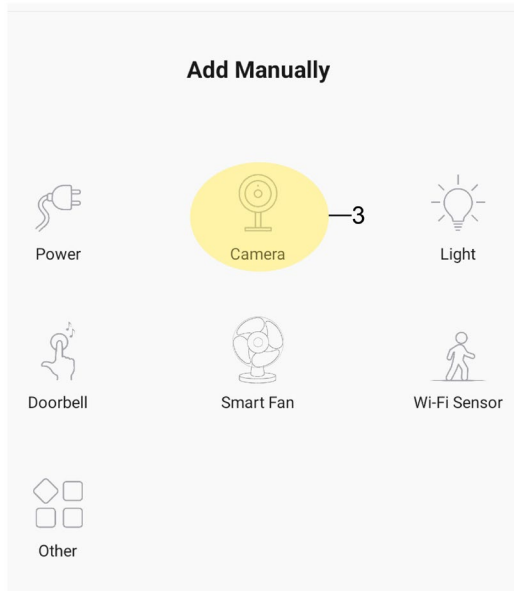 Add Manually
3
Power
Camera
Light
Doorbell
Smart Fan
Wi-Fi Sensor
Other